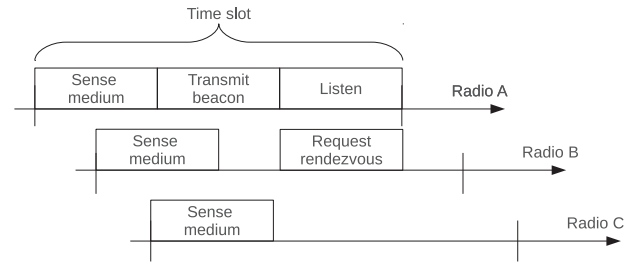 Time slot
Sense
medium
Transmit
beacon
Listen
Radio A
Sense
medium
Request
rendezvous
Radio B
Sense
medium
Radio C